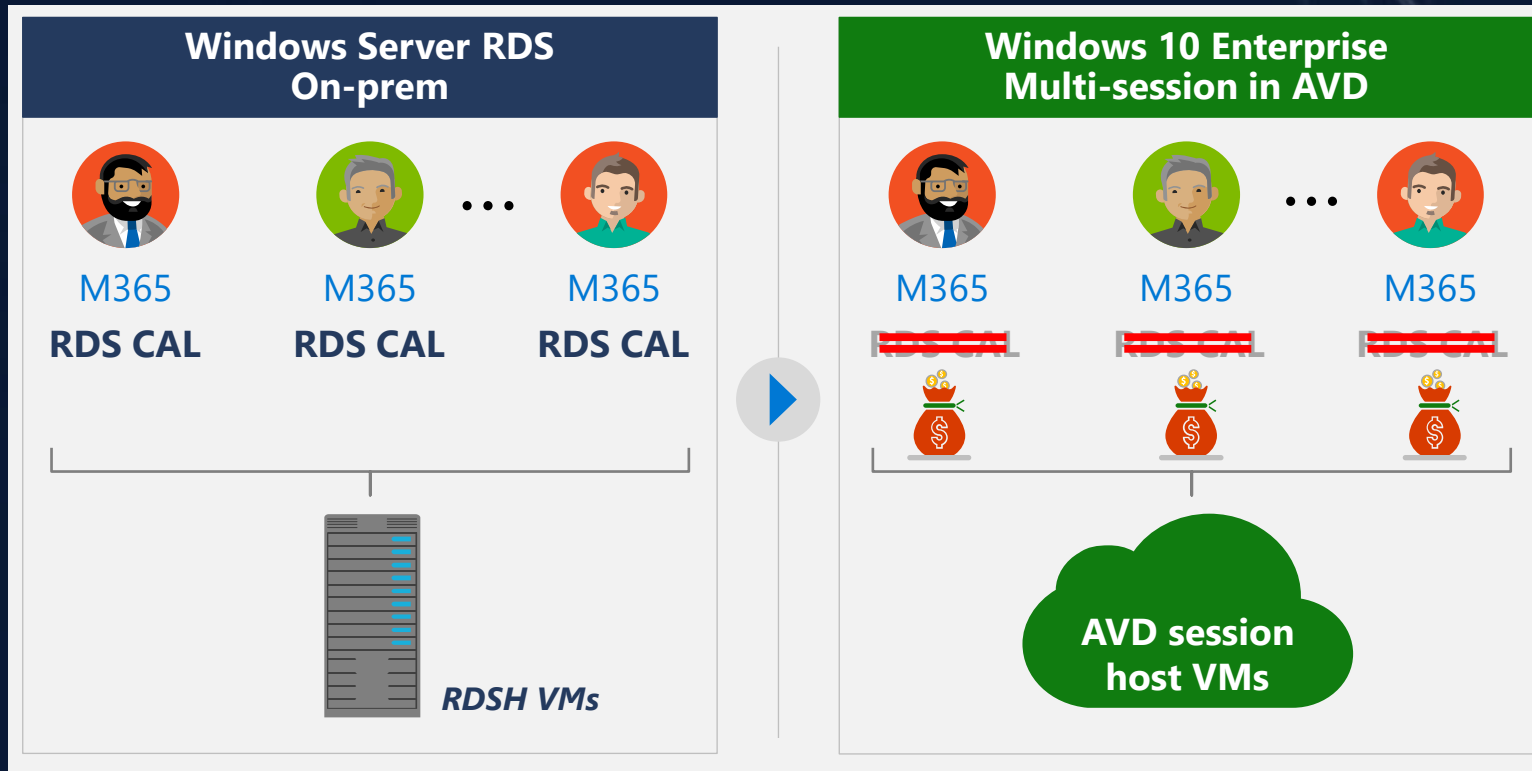 Windows Server RDS
On-prem
M365
M365
M365
RDS CAL
RDS CAL
RDS CAL
RDSH VMs
Windows 10 Enterprise
Multi-session in AVD
M365
M365
M365
RDS CAL
RDS CAL
RDS CAL
$
$
$
AVD session
host VMs